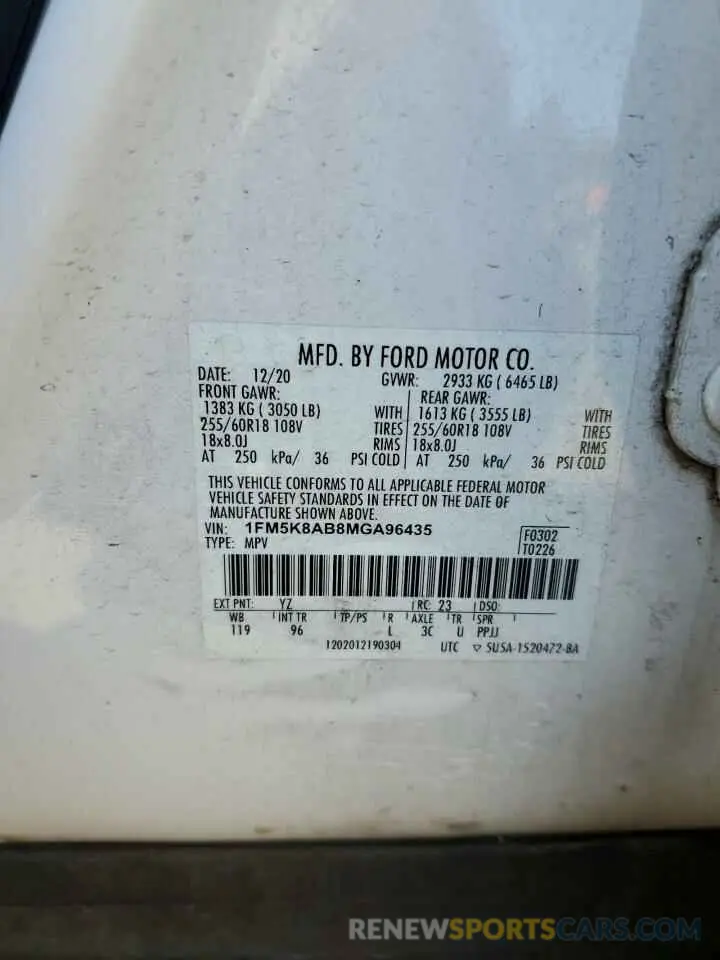 MFD. BY FORD MOTOR CO.
DATE: 12/20 GVWR: 2933 KG ( 6465 LB)
FRONT GAWR: REAR GAWR:
1383 KG ( 3050 LB) WITH 1613 KG ( 3555 LB) WITH
255/60R18 108V TIRES 255/60R18 108V TIRES
18x8.0J RIMS 18x8.0J RIMS
AT 250 kPa/ 36 PSI COLD AT 250 kPa/ 36 PSI COLD
THIS VEHICLE CONFORMS TO ALL APPLICABLE FEDERAL MOTOR
VEHICLE SAFETY STANDARDS IN EFFECT ON THE DATE OF
MANUFACTURE SHOWN ABOVE.
VIN: 1FM5K8AB8MGA96435 F0302
TYPE: MPV T0226
EXT PNT: YZ RC: 23 DSO:
WB INT TR TP/PS R AXLE TR SPR
119 96 L 3C U PPJJ
1202012190304 UTC ▽ SUSA-1520472-BA
RENEWSPORTSCARS.COM